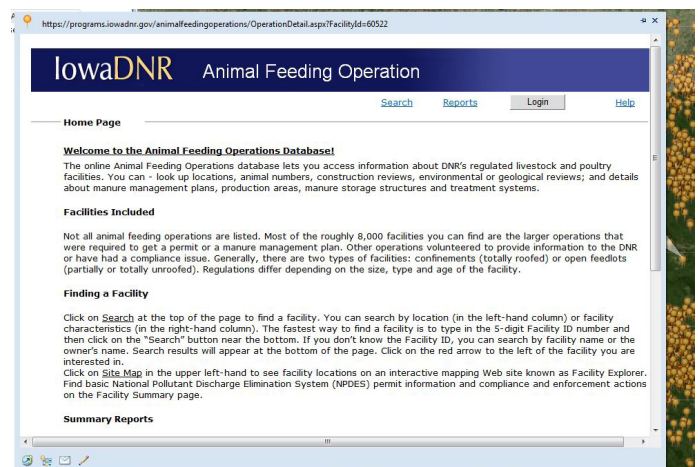 https://programs.iowadnr.gov/animalfeedingoperations/OperationDetail.aspx?FacilityId=60522
IowaDNR Animal Feeding Operation
Search Reports Login Help
Home Page
Welcome to the Animal Feeding Operations Database!
The online Animal Feeding Operations database lets you access information about DNR's regulated livestock and poultry
facilities. You can - look up locations, animal numbers, construction reviews, environmental or geological reviews; and details
about manure management plans, production areas, manure storage structures and treatment systems.
Facilities Included
Not all animal feeding operations are listed. Most of the roughly 8,000 facilities you can find are the larger operations that
were required to get a permit or a manure management plan. Other operations volunteered to provide information to the DNR
or have had a compliance issue. Generally, there are two types of facilities: confinements (totally roofed) or open feedlots
(partially or totally unroofed). Regulations differ depending on the size, type and age of the facility.
Finding a Facility
Click on Search at the top of the page to find a facility. You can search by location (in the left-hand column) or facility
characteristics (in the right-hand column). The fastest way to find a facility is to type in the 5-digit Facility ID number and
then click on the "Search" button near the bottom. If you don't know the Facility ID, you can search by facility name or the
owner's name. Search results will appear at the bottom of the page. Click on the red arrow to the left of the facility you are
interested in.
Click on Site Map in the upper left-hand to see facility locations on an interactive mapping Web site known as Facility Explorer.
Find basic National Pollutant Discharge Elimination System (NPDES) permit information and compliance and enforcement actions
on the Facility Summary page.
Summary Reports